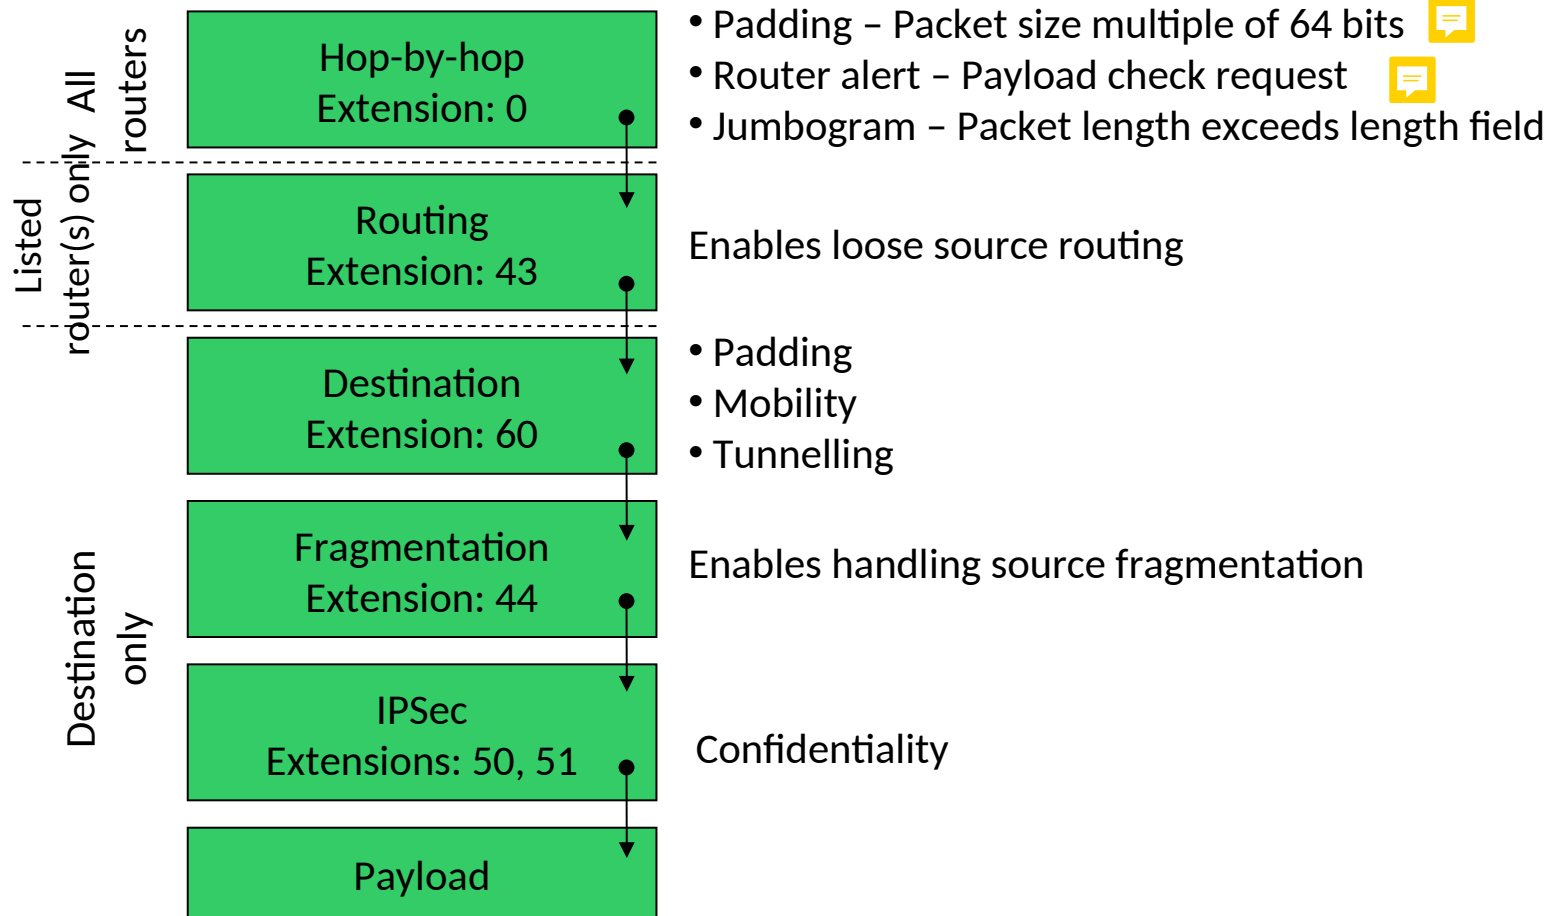 All
routers
Hop-by-hop
Extension: 0
• Padding – Packet size multiple of 64 bits
• Router alert – Payload check request
• Jumbogram – Packet length exceeds length field
Listed
router(s) only
Routing
Extension: 43
Enables loose source routing
Destination
only
Destination
Extension: 60
• Padding
• Mobility
• Tunnelling
Fragmentation
Extension: 44
Enables handling source fragmentation
IPSec
Extensions: 50, 51
Confidentiality
Payload